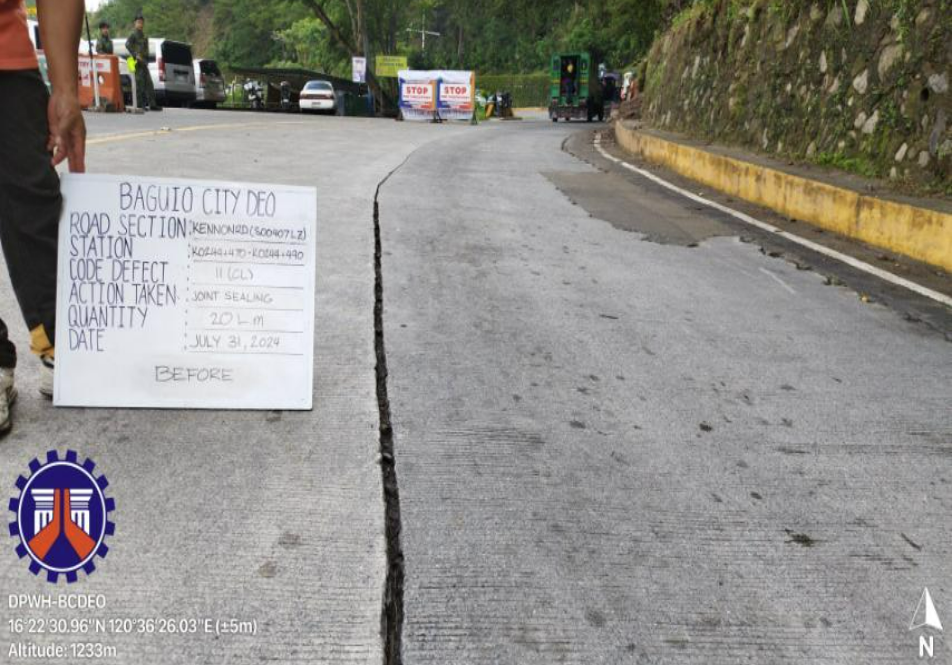 STOP
STOP
BAGUIO CITY DEO
ROAD SECTION : KENNON RD (S00407LZ)
STATION : K0244+470 - K0244+490
CODE DEFECT : 11 (CL)
ACTION TAKEN : JOINT SEALING
QUANTITY : 20 L.M
DATE : JULY 31, 2024
BEFORE
DPWH-BCDEO
16°22'30.96"N 120°36'26.03"E (±5m)
Altitude: 1233m
N